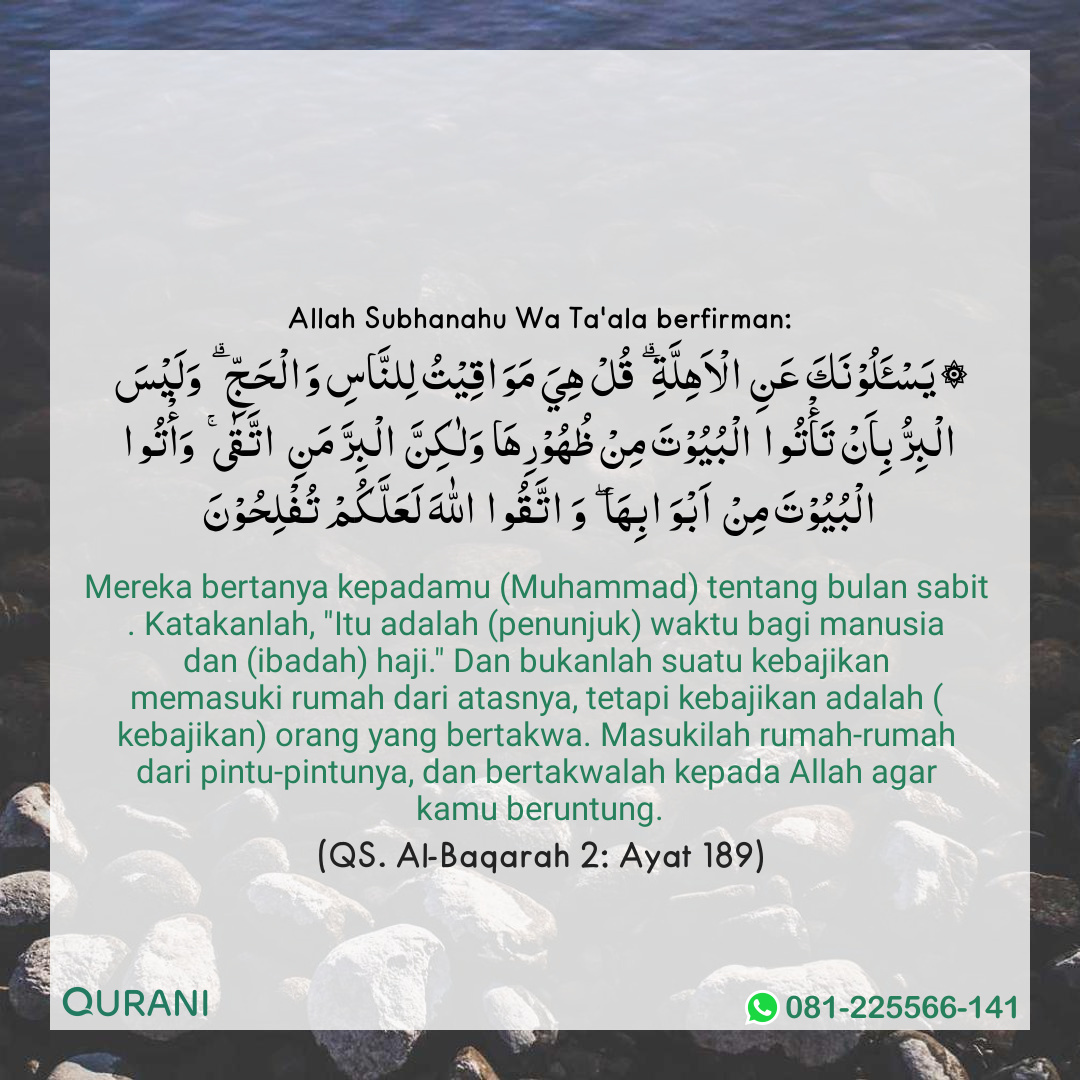 Allah Subhanahu Wa Ta'ala berfirman:
۞ يَسْـَٔلُوْنَكَ عَنِ الْاَهِلَّةِ ۗ قُلْ هِيَ مَوَاقِيْتُ لِلنَّاسِ وَالْحَجِّ ۗ وَلَيْسَ
الْبِرُّ بِاَنْ تَأْتُوا الْبُيُوْتَ مِنْ ظُهُوْرِهَا وَلٰكِنَّ الْبِرَّ مَنِ اتَّقٰى ۚ وَأْتُوا
الْبُيُوْتَ مِنْ اَبْوَابِهَا ۖ وَاتَّقُوا اللّٰهَ لَعَلَّكُمْ تُفْلِحُوْنَ
Mereka bertanya kepadamu (Muhammad) tentang bulan sabit
. Katakanlah, "Itu adalah (penunjuk) waktu bagi manusia
dan (ibadah) haji." Dan bukanlah suatu kebajikan
memasuki rumah dari atasnya, tetapi kebajikan adalah (
kebajikan) orang yang bertakwa. Masukilah rumah-rumah
dari pintu-pintunya, dan bertakwalah kepada Allah agar
kamu beruntung.
(QS. Al-Baqarah 2: Ayat 189)
QURANI
081-225566-141